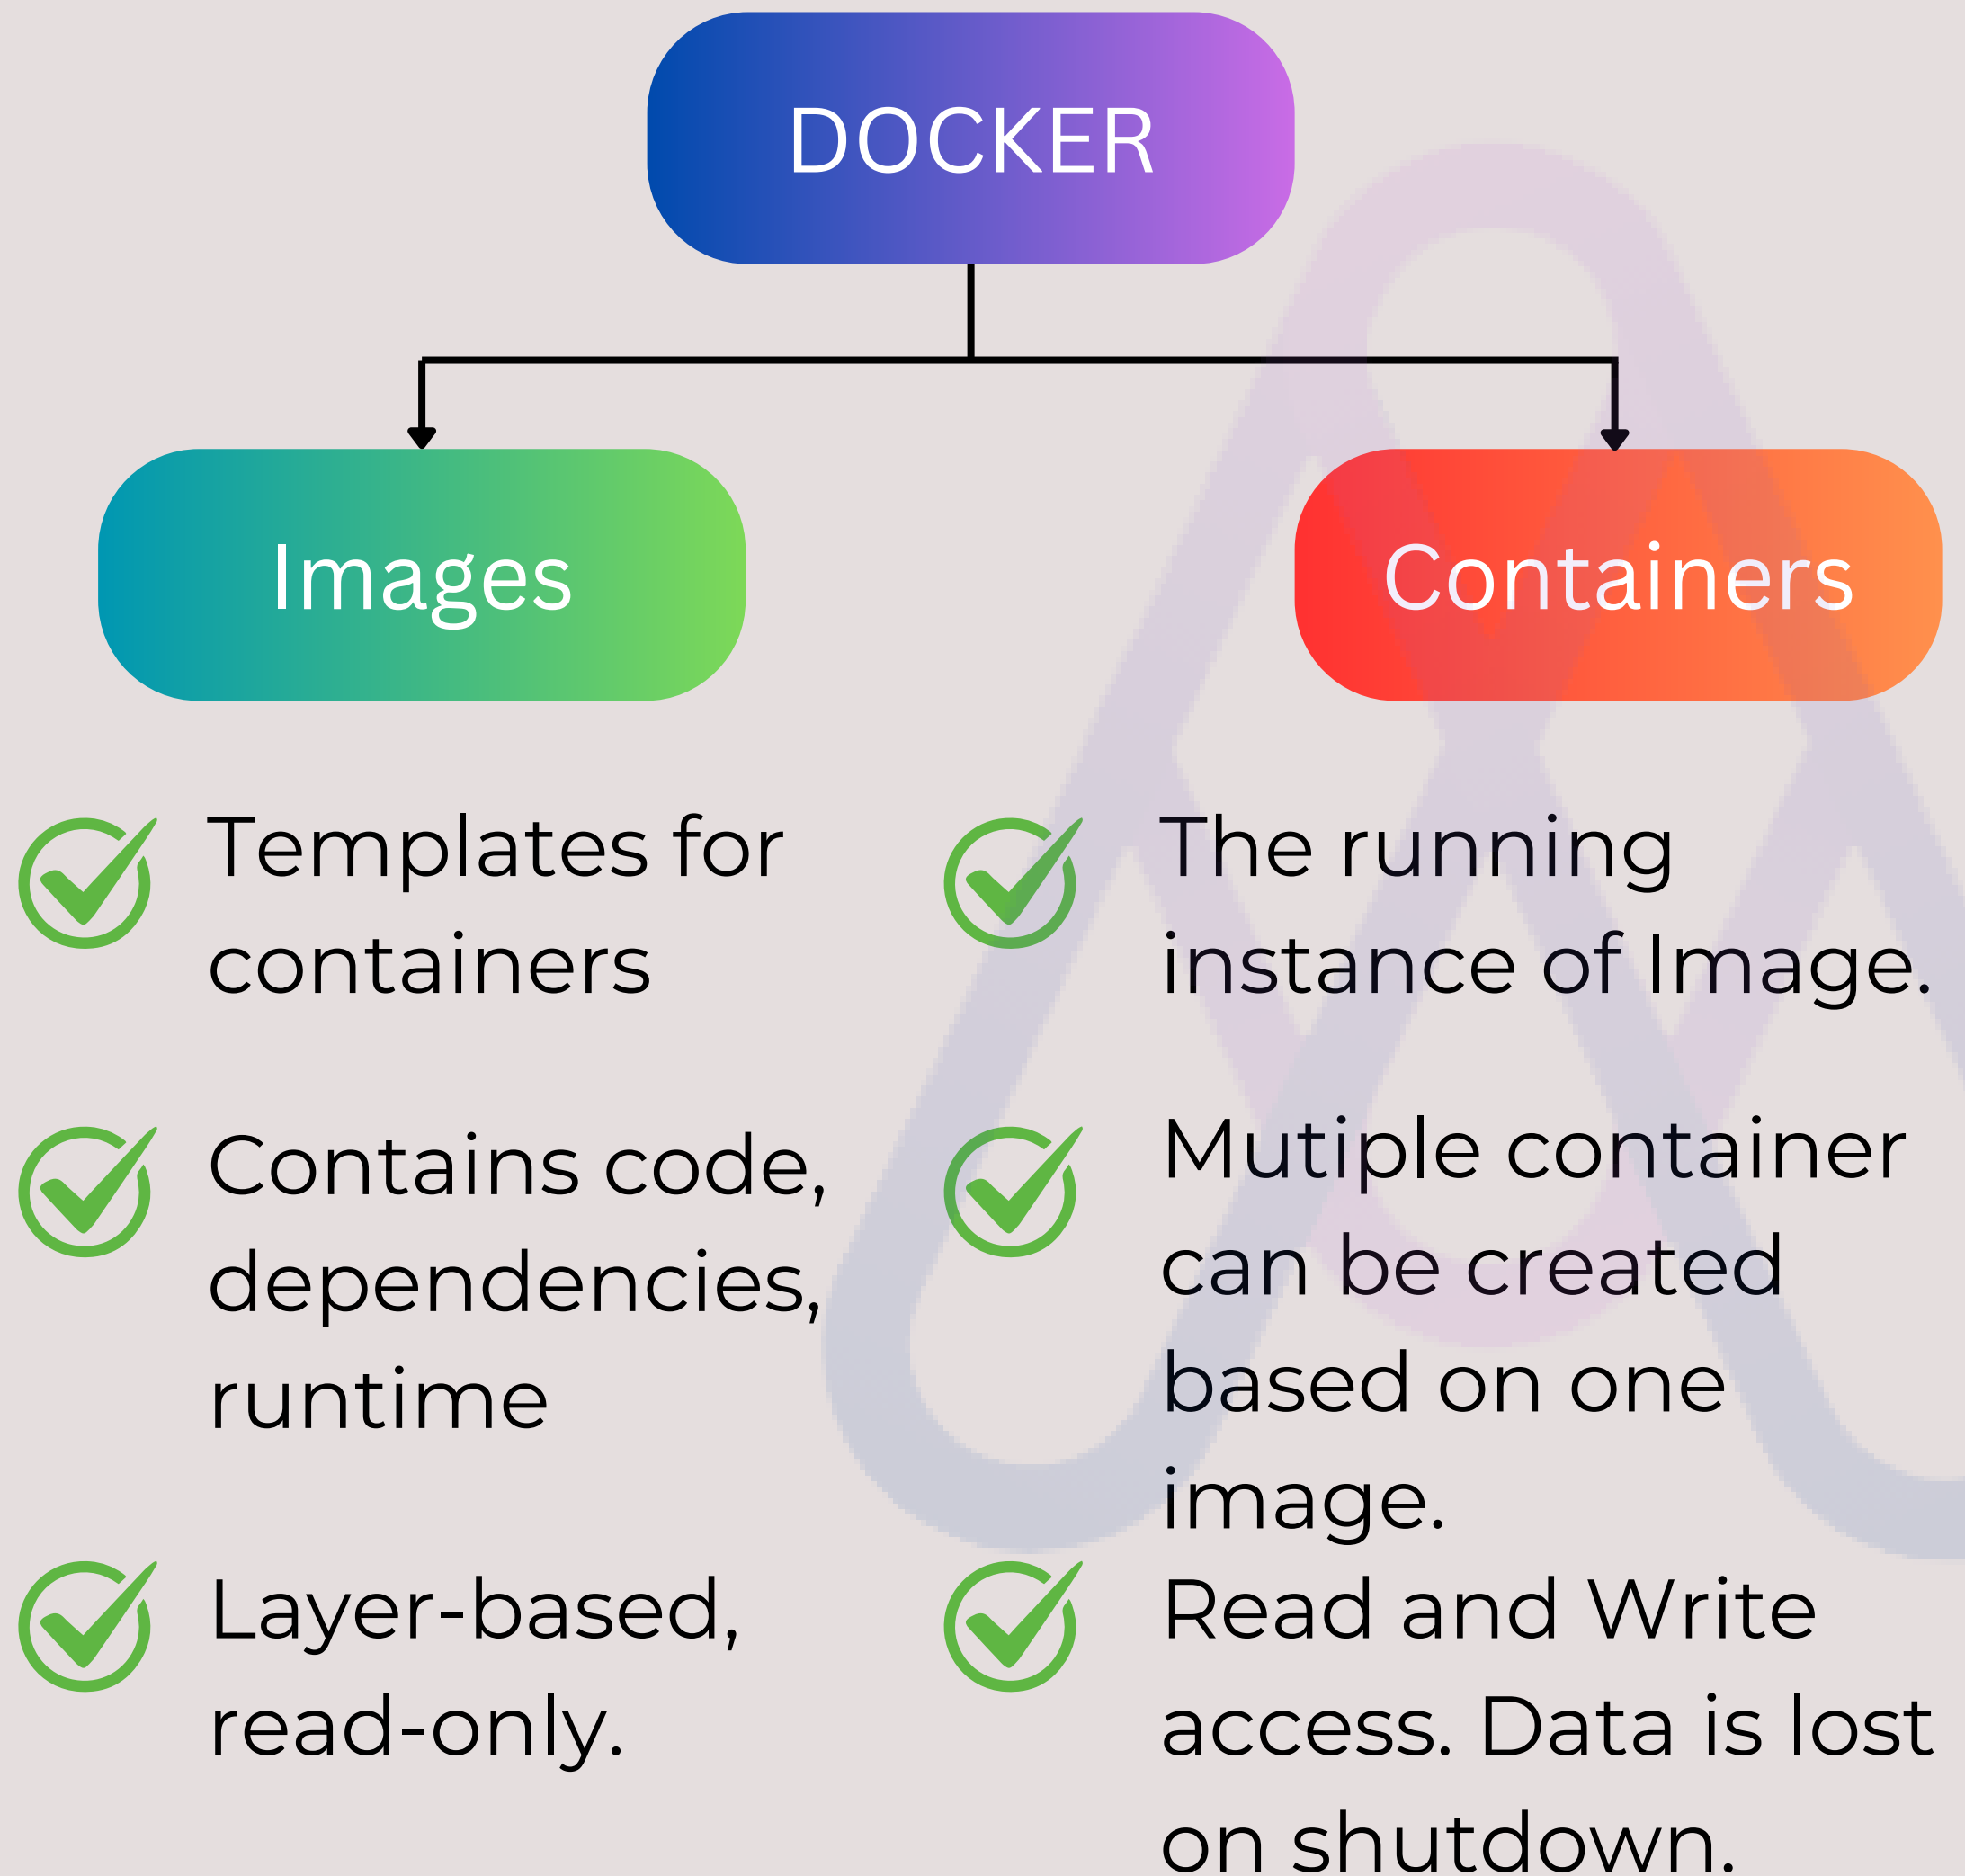 DOCKER
Images
Containers
Templates for
containers
Contains code,
dependencies,
runtime
Layer-based,
read-only.
The running
instance of Image.
Mutiple container
can be created
based on one
image.
Read and Write
access. Data is lost
on shutdown.